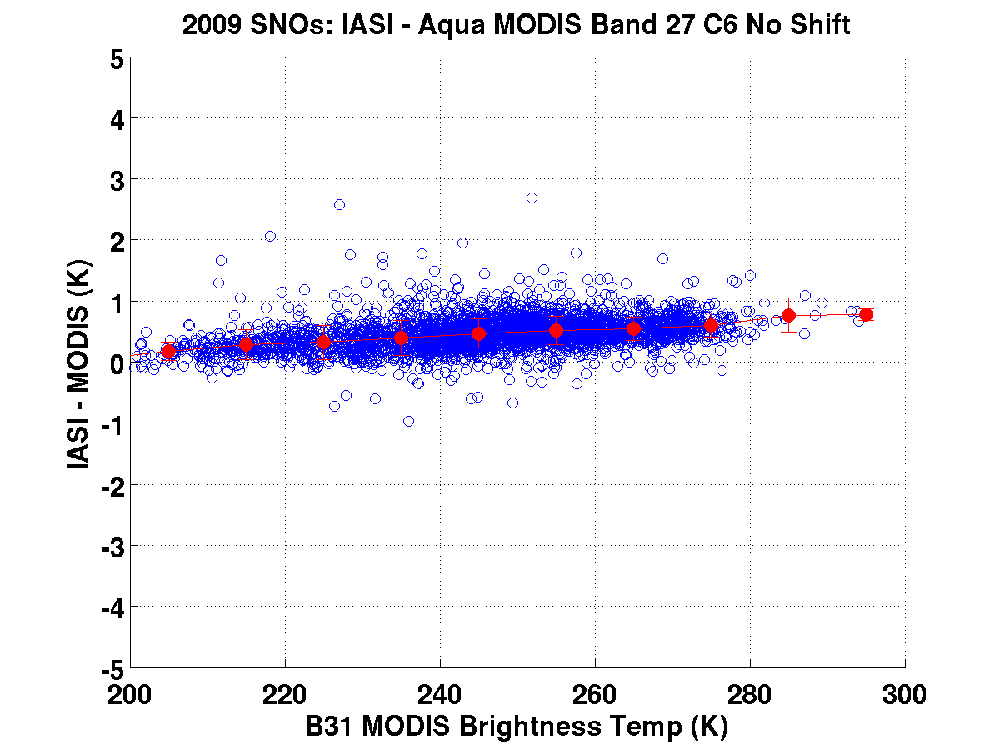 2009 SNOs: IASI - Aqua MODIS Band 27 C6 No Shift
5
4
3
2
1
0
-1
-2
-3
-4
-5
IASI - MODIS (K)
200 220 240 260 280 300
B31 MODIS Brightness Temp (K)